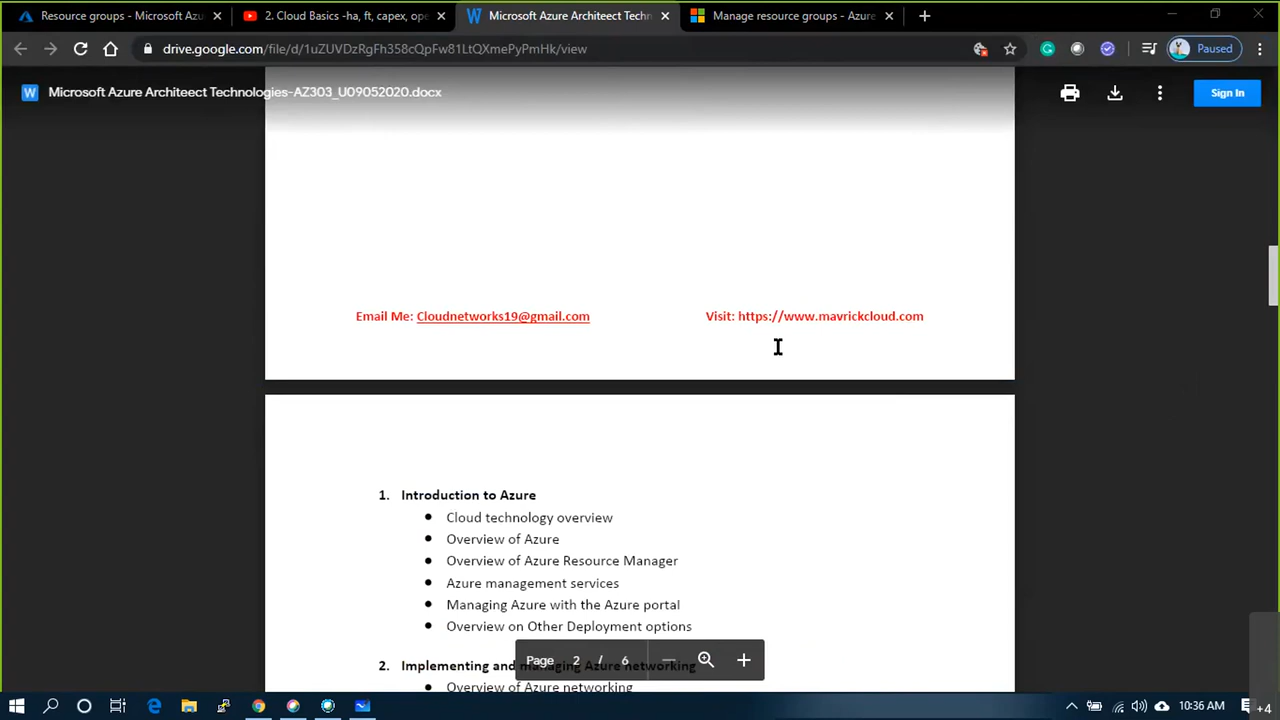 Resource groups - Microsoft Azu
2. Cloud Basics -ha, ft, capex, ope
Microsoft Azure Architeect Techn
Manage resource groups - Azure
drive.google.com/file/d/1uZUVDzRgFh358cQpFw81LtQXmePyPmHk/view
Paused
Microsoft Azure Architeect Technologies-AZ303_U09052020.docx
Sign In
Email Me: Cloudnetworks19@gmail.com
Visit: https://www.mavrickcloud.com
1. Introduction to Azure
• Cloud technology overview
• Overview of Azure
• Overview of Azure Resource Manager
• Azure management services
• Managing Azure with the Azure portal
• Overview on Other Deployment options
Page 2 / 6
2. Implementing and managing Azure networking
• Overview of Azure networking
10:36 AM
+4